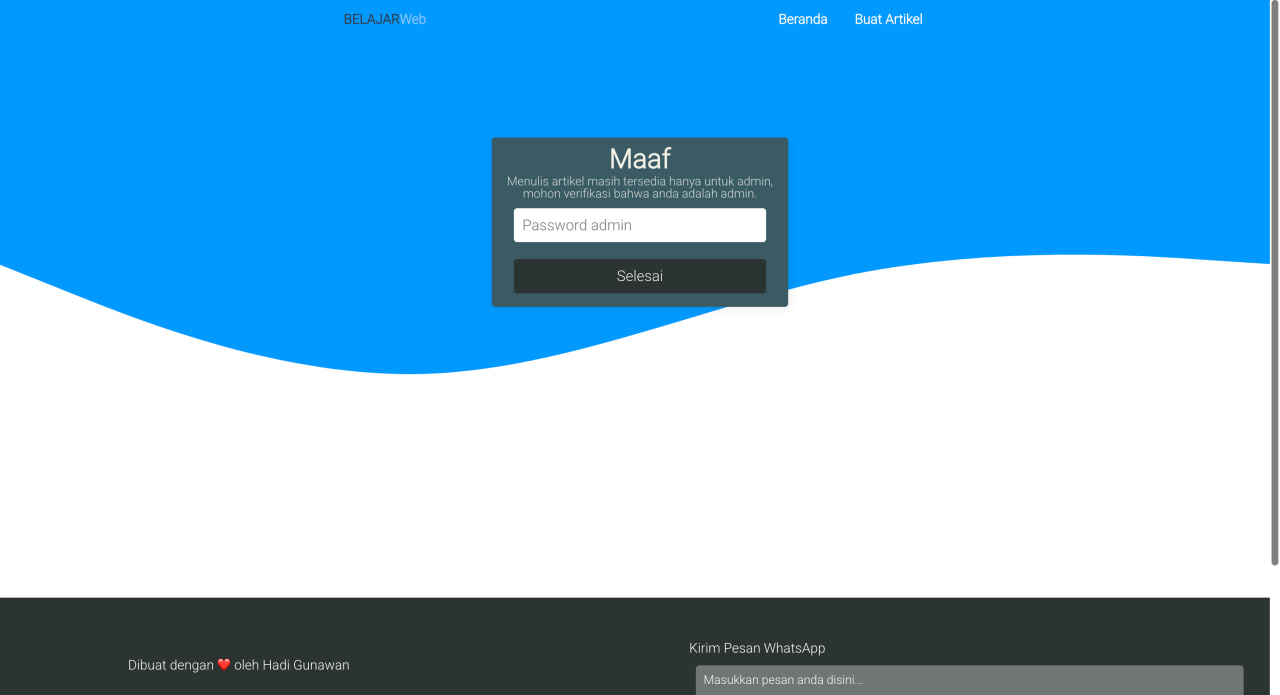 BELAJARWeb
Beranda
Buat Artikel
Maaf
Menulis artikel masih tersedia hanya untuk admin,
mohon verifikasi bahwa anda adalah admin.
Password admin
Selesai
Dibuat dengan ❤️ oleh Hadi Gunawan
Kirim Pesan WhatsApp
Masukkan pesan anda disini...